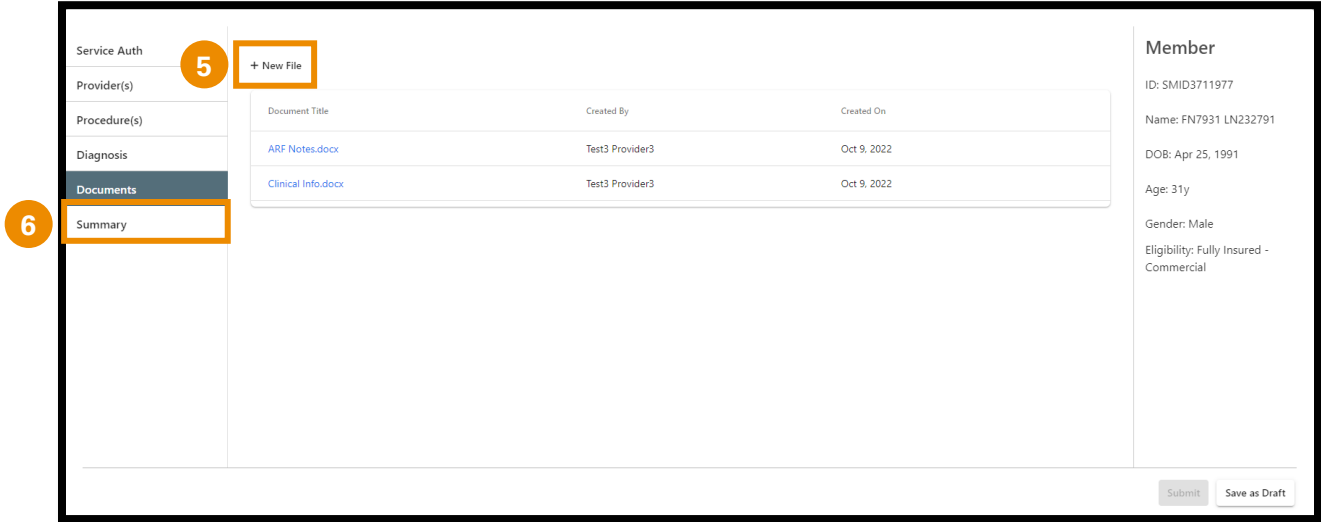 Service Auth
Provider(s)
Procedure(s)
Diagnosis
Documents
6
Summary
5
+ New File
Document Title Created By Created On
ARF Notes.docx Test3 Provider3 Oct 9, 2022
Clinical Info.docx Test3 Provider3 Oct 9, 2022
Member
ID: SMID3711977
Name: FN7931 LN232791
DOB: Apr 25, 1991
Age: 31y
Gender: Male
Eligibility: Fully Insured -
Commercial
Submit Save as Draft